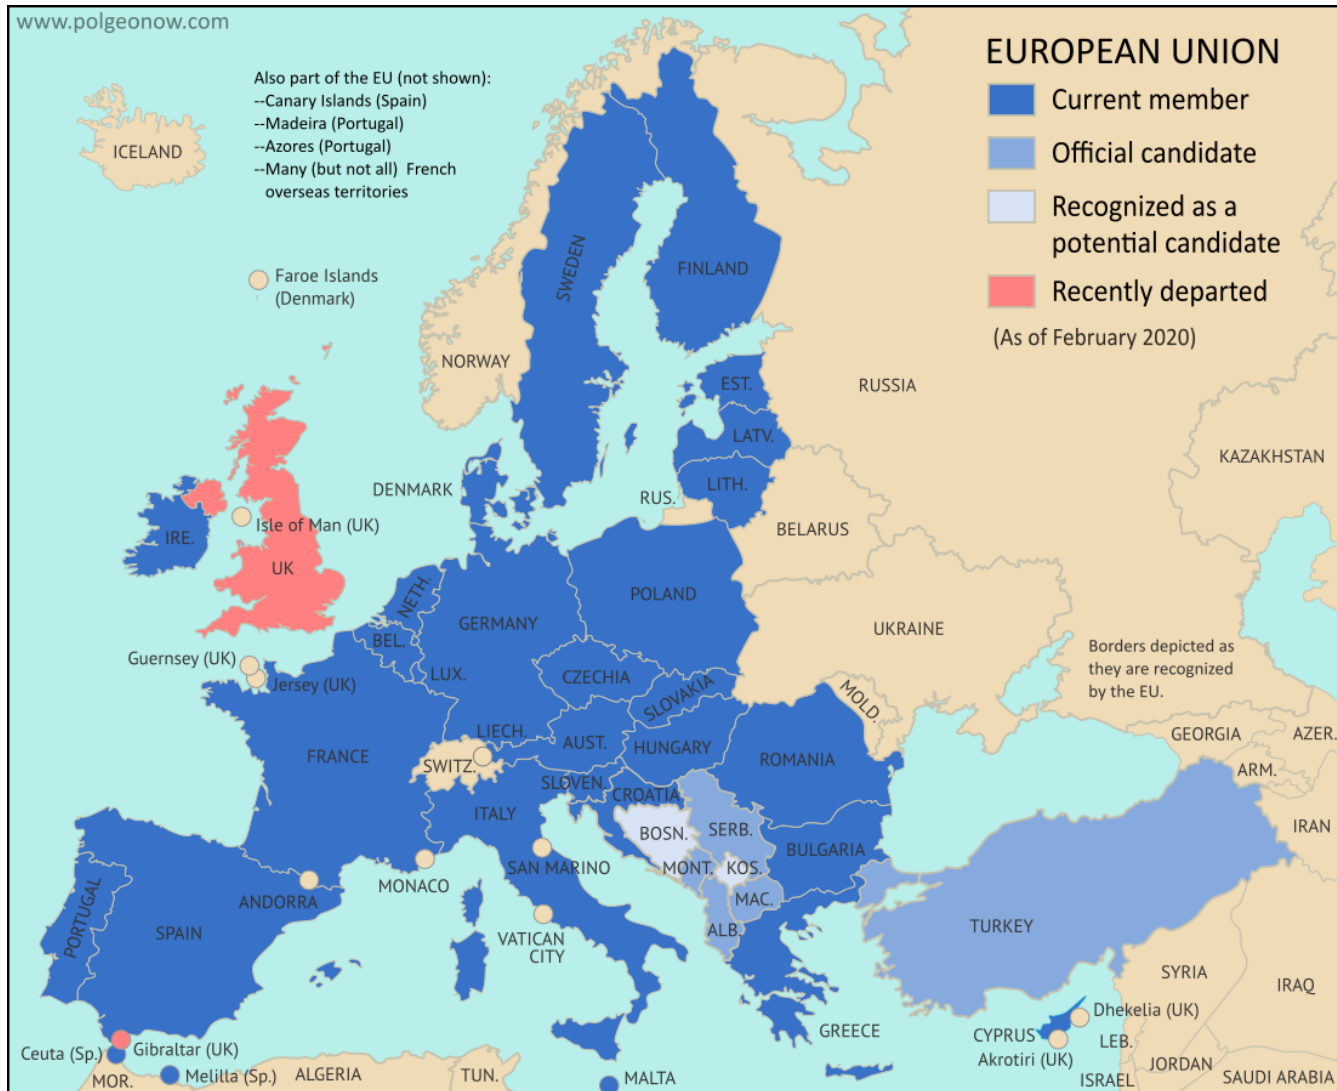 www.polgeonow.com
Also part of the EU (not shown):
--Canary Islands (Spain)
--Madeira (Portugal)
--Azores (Portugal)
--Many (but not all) French
overseas territories
EUROPEAN UNION
Current member
Official candidate
Recognized as a
potential candidate
Recently departed
(As of February 2020)
ICELAND
Faroe Islands
(Denmark)
SWEDEN
FINLAND
NORWAY
RUSSIA
EST.
LATV.
LITH.
RUS.
KAZAKHSTAN
DENMARK
BELARUS
IRE.
Isle of Man (UK)
UK
NETH.
BEL.
GERMANY
POLAND
UKRAINE
Borders depicted as
they are recognized
by the EU.
Guernsey (UK)
Jersey (UK)
LUX.
CZECHIA
SLOVAKIA
MOLD.
LIECH.
AUST.
HUNGARY
FRANCE
SWITZ.
ROMANIA
GEORGIA
AZER.
ARM.
SLOVEN.
CROATIA
ITALY
BOSN.
SERB.
BULGARIA
IRAN
MONT.
KOS.
MAC.
ALB.
SAN MARINO
MONACO
ANDORRA
PORTUGAL
SPAIN
VATICAN
CITY
TURKEY
SYRIA
IRAQ
GREECE
CYPRUS
Dhekelia (UK)
Akrotiri (UK)
LEB.
Ceuta (Sp.)
Gibraltar (UK)
MOR.
Melilla (Sp.)
ALGERIA
TUN.
MALTA
ISRAEL
JORDAN
SAUDI ARABIA